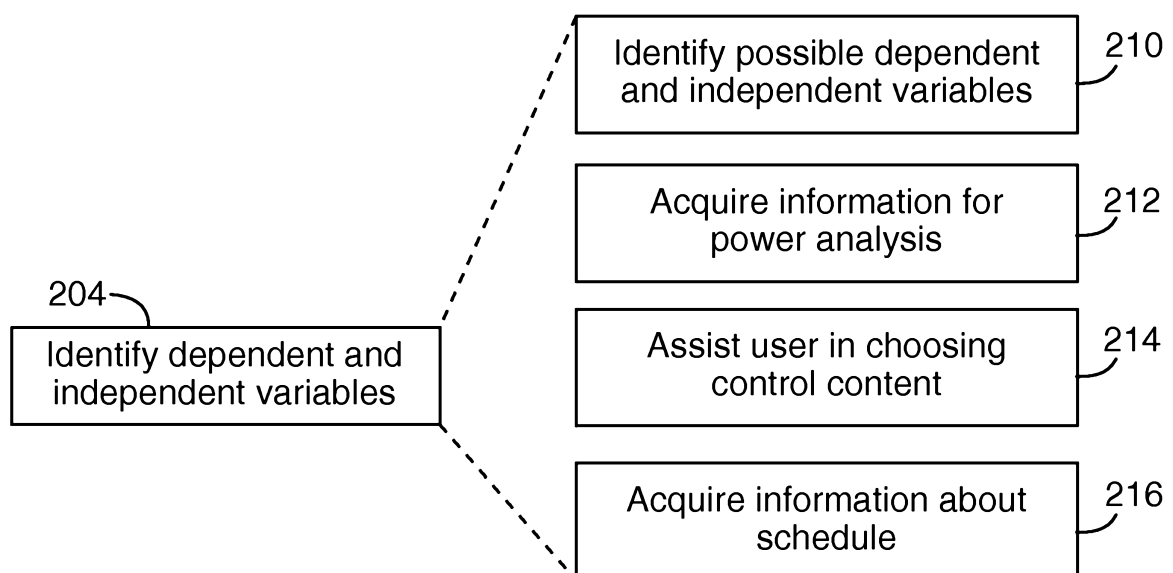 204
Identify dependent and
independent variables
Identify possible dependent
and independent variables
210
Acquire information for
power analysis
212
Assist user in choosing
control content
214
Acquire information about
schedule
216